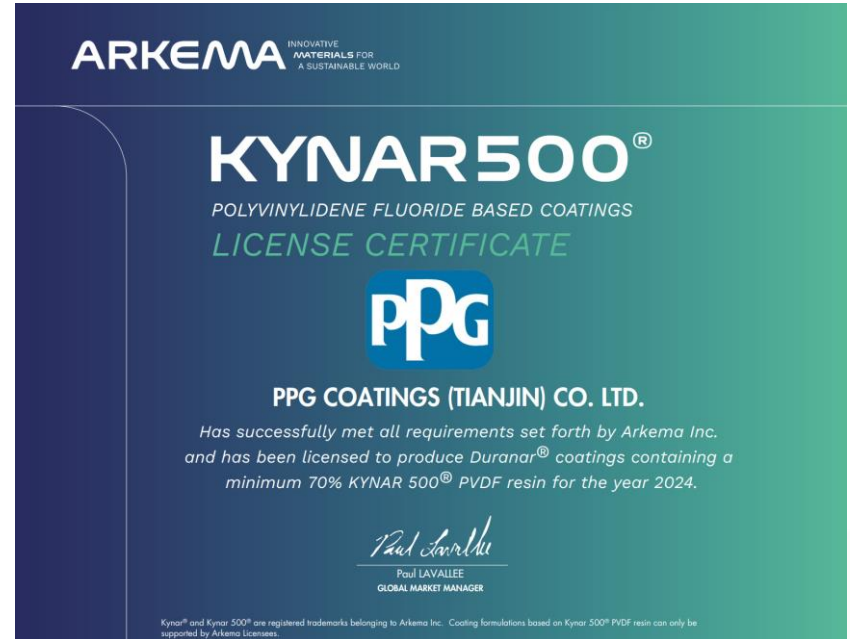 ARKEMA
INNOVATIVE
MATERIALS FOR
A SUSTAINABLE WORLD
KYNAR500®
POLYVINYLIDENE FLUORIDE BASED COATINGS
LICENSE CERTIFICATE
PPG
PPG COATINGS (TIANJIN) CO. LTD.
Has successfully met all requirements set forth by Arkema Inc.
and has been licensed to produce Duranar® coatings containing a
minimum 70% KYNAR 500® PVDF resin for the year 2024.
Paul Lavallee
Paul LAVALLEE
GLOBAL MARKET MANAGER
Kynar® and Kynar 500® are registered trademarks belonging to Arkema Inc. Coating formulations based on Kynar 500® PVDF resin can only be
supported by Arkema Licensees.